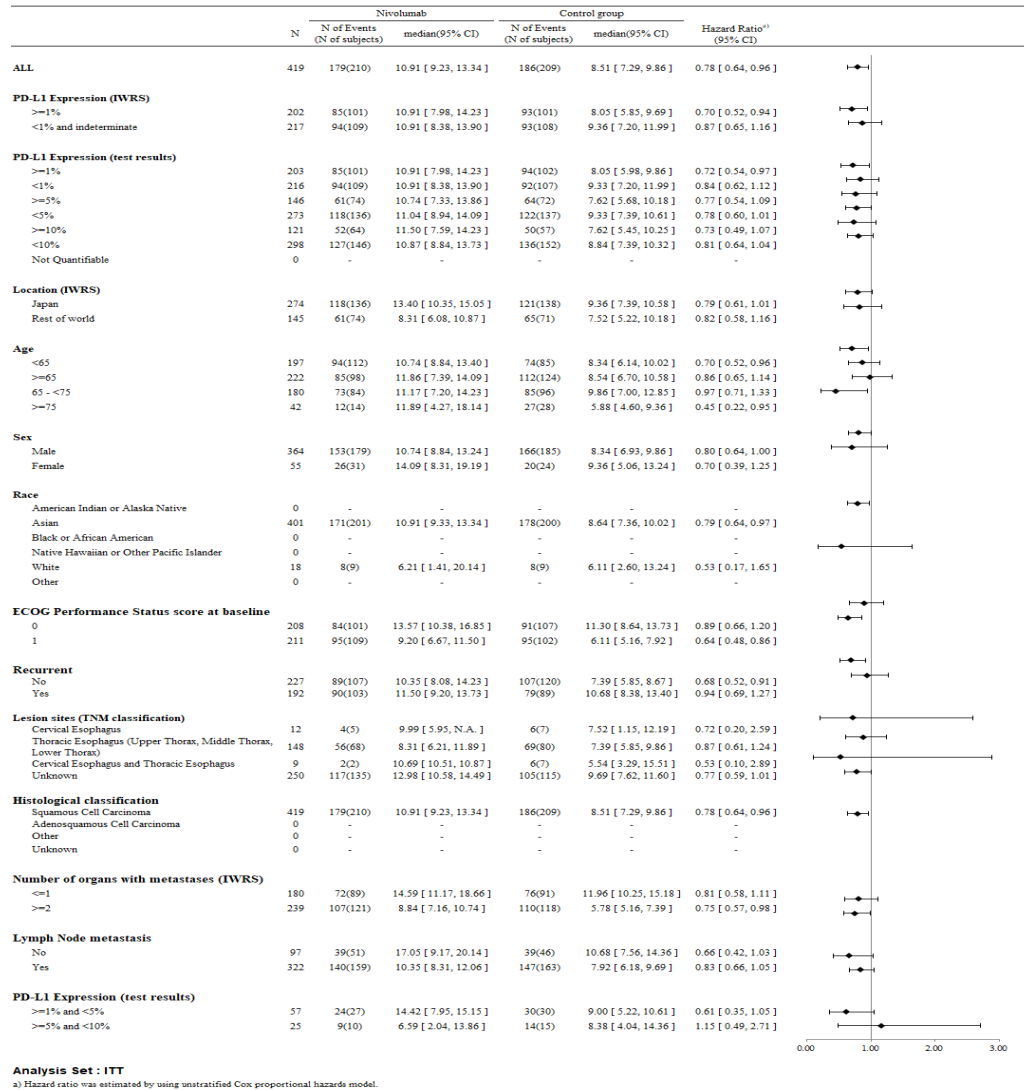 Nivolumab Control group
N N of Events (N of subjects) median(95% CI) N of Events (N of subjects) median(95% CI) Hazard Ratioa) (95% CI)
ALL 419 179(210) 10.91 [ 9.23, 13.34 ] 186(209) 8.51 [ 7.29, 9.86 ] 0.78 [ 0.64, 0.96 ]
PD-L1 Expression (IWRS)
>=1% 202 85(101) 10.91 [ 7.98, 14.23 ] 93(101) 8.05 [ 5.85, 9.69 ] 0.70 [ 0.52, 0.94 ]
<1% and indeterminate 217 94(109) 10.91 [ 8.38, 13.90 ] 93(108) 9.36 [ 7.20, 11.99 ] 0.87 [ 0.65, 1.16 ]
PD-L1 Expression (test results)
>=1% 203 85(101) 10.91 [ 7.98, 14.23 ] 94(102) 8.05 [ 5.98, 9.86 ] 0.72 [ 0.54, 0.97 ]
<1% 216 94(109) 10.91 [ 8.38, 13.90 ] 92(107) 9.33 [ 7.20, 11.99 ] 0.84 [ 0.62, 1.12 ]
>=5% 146 61(74) 10.74 [ 7.33, 13.86 ] 64(72) 7.62 [ 5.68, 10.18 ] 0.77 [ 0.54, 1.09 ]
<5% 273 118(136) 11.04 [ 8.94, 14.09 ] 122(137) 9.33 [ 7.39, 10.61 ] 0.78 [ 0.60, 1.01 ]
>=10% 121 52(64) 11.50 [ 7.59, 14.23 ] 50(57) 7.62 [ 5.45, 10.25 ] 0.73 [ 0.49, 1.07 ]
<10% 298 127(146) 10.87 [ 8.84, 13.73 ] 136(152) 8.84 [ 7.39, 10.32 ] 0.81 [ 0.64, 1.04 ]
Not Quantifiable 0 - - - - -
Location (IWRS)
Japan 274 118(136) 13.40 [ 10.35, 15.05 ] 121(138) 9.36 [ 7.39, 10.58 ] 0.79 [ 0.61, 1.01 ]
Rest of world 145 61(74) 8.31 [ 6.08, 10.87 ] 65(71) 7.52 [ 5.22, 10.18 ] 0.82 [ 0.58, 1.16 ]
Age
<65 197 94(112) 10.74 [ 8.84, 13.40 ] 74(85) 8.34 [ 6.14, 10.02 ] 0.70 [ 0.52, 0.96 ]
>=65 222 85(98) 11.86 [ 7.39, 14.09 ] 112(124) 8.54 [ 6.70, 10.58 ] 0.86 [ 0.65, 1.14 ]
65 - <75 180 73(84) 11.17 [ 7.20, 14.23 ] 85(96) 9.86 [ 7.00, 12.85 ] 0.97 [ 0.71, 1.33 ]
>=75 42 12(14) 11.89 [ 4.27, 18.14 ] 27(28) 5.88 [ 4.60, 9.36 ] 0.45 [ 0.22, 0.95 ]
Sex
Male 364 153(179) 10.74 [ 8.84, 13.24 ] 166(185) 8.34 [ 6.93, 9.86 ] 0.80 [ 0.64, 1.00 ]
Female 55 26(31) 14.09 [ 8.31, 19.19 ] 20(24) 9.36 [ 5.06, 13.24 ] 0.70 [ 0.39, 1.25 ]
Race
American Indian or Alaska Native 0 - - - - -
Asian 401 171(201) 10.91 [ 9.33, 13.34 ] 178(200) 8.64 [ 7.36, 10.02 ] 0.79 [ 0.64, 0.97 ]
Black or African American 0 - - - - -
Native Hawaiian or Other Pacific Islander 0 - - - - -
White 18 8(9) 6.21 [ 1.41, 20.14 ] 8(9) 6.11 [ 2.60, 13.24 ] 0.53 [ 0.17, 1.65 ]
Other 0 - - - - -
ECOG Performance Status score at baseline
0 208 84(101) 13.57 [ 10.38, 16.85 ] 91(107) 11.30 [ 8.64, 13.73 ] 0.89 [ 0.66, 1.20 ]
1 211 95(109) 9.20 [ 6.67, 11.50 ] 95(102) 6.11 [ 5.16, 7.92 ] 0.64 [ 0.48, 0.86 ]
Recurrent
No 227 89(107) 10.35 [ 8.08, 14.23 ] 107(120) 7.39 [ 5.85, 8.67 ] 0.68 [ 0.52, 0.91 ]
Yes 192 90(103) 11.50 [ 9.20, 13.73 ] 79(89) 10.68 [ 8.38, 13.40 ] 0.94 [ 0.69, 1.27 ]
Lesion sites (TNM classification)
Cervical Esophagus 12 4(5) 9.99 [ 5.95, N.A. ] 6(7) 7.52 [ 1.15, 12.19 ] 0.72 [ 0.20, 2.59 ]
Thoracic Esophagus (Upper Thorax, Middle Thorax,
Lower Thorax) 148 56(68) 8.31 [ 6.21, 11.89 ] 69(80) 7.39 [ 5.85, 9.86 ] 0.87 [ 0.61, 1.24 ]
Cervical Esophagus and Thoracic Esophagus 9 2(2) 10.69 [ 10.51, 10.87 ] 6(7) 5.54 [ 3.29, 15.51 ] 0.53 [ 0.10, 2.89 ]
Unknown 250 117(135) 12.98 [ 10.58, 14.49 ] 105(115) 9.69 [ 7.62, 11.60 ] 0.77 [ 0.59, 1.01 ]
Histological classification
Squamous Cell Carcinoma 419 179(210) 10.91 [ 9.23, 13.34 ] 186(209) 8.51 [ 7.29, 9.86 ] 0.78 [ 0.64, 0.96 ]
Adenosquamous Cell Carcinoma 0 - - - - -
Other 0 - - - - -
Unknown 0 - - - - -
Number of organs with metastases (IWRS)
<=1 180 72(89) 14.59 [ 11.17, 18.66 ] 76(91) 11.96 [ 10.25, 15.18 ] 0.81 [ 0.58, 1.11 ]
>=2 239 107(121) 8.84 [ 7.16, 10.74 ] 110(118) 5.78 [ 5.16, 7.39 ] 0.75 [ 0.57, 0.98 ]
Lymph Node metastasis
No 97 39(51) 17.05 [ 9.17, 20.14 ] 39(46) 10.68 [ 7.56, 14.36 ] 0.66 [ 0.42, 1.03 ]
Yes 322 140(159) 10.35 [ 8.31, 12.06 ] 147(163) 7.92 [ 6.18, 9.69 ] 0.83 [ 0.66, 1.05 ]
PD-L1 Expression (test results)
>=1% and <5% 57 24(27) 14.42 [ 7.95, 15.15 ] 30(30) 9.00 [ 5.22, 10.61 ] 0.61 [ 0.35, 1.05 ]
>=5% and <10% 25 9(10) 6.59 [ 2.04, 13.86 ] 14(15) 8.38 [ 4.04, 14.36 ] 1.15 [ 0.49, 2.71 ]
0.00 1.00 2.00 3.00
Analysis Set : ITT
a) Hazard ratio was estimated by using unstratified Cox proportional hazards model.